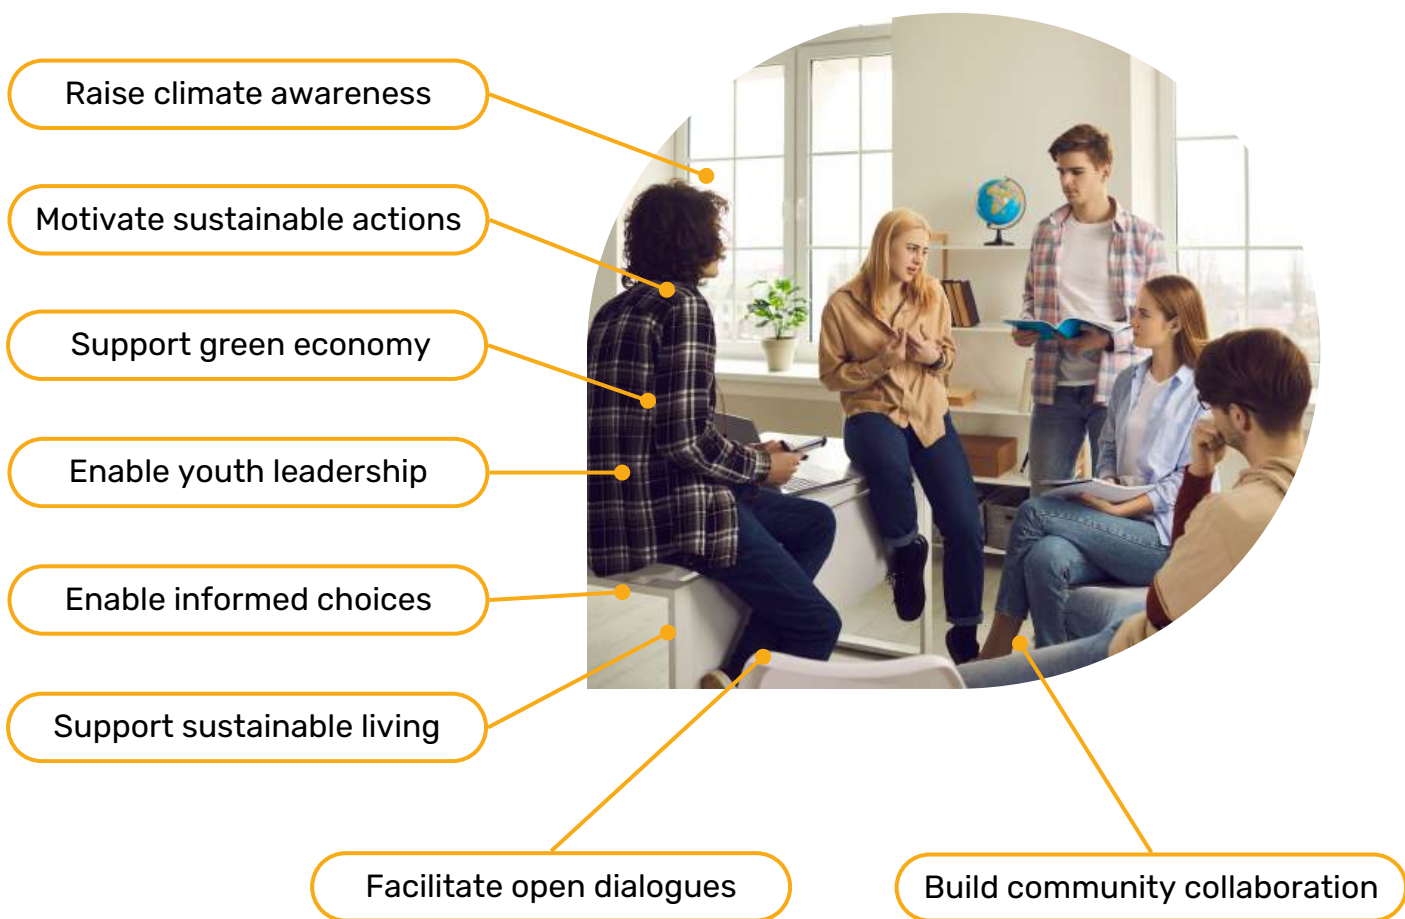 Raise climate awareness
Motivate sustainable actions
Support green economy
Enable youth leadership
Enable informed choices
Support sustainable living
Facilitate open dialogues
Build community collaboration